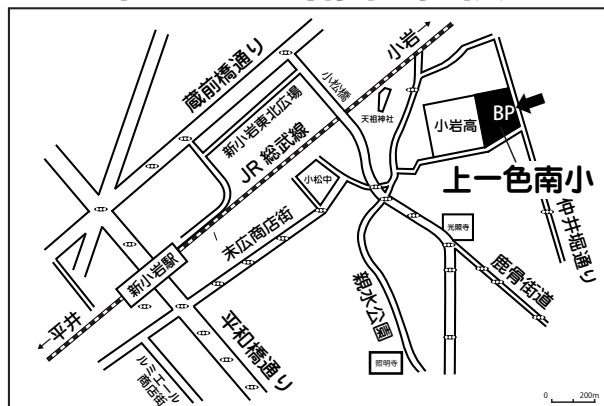 小岩
蔵前橋通り
小松橋
新小岩東北広場
天祖神社
小岩高
BP
JR 総武線
小松中
上一色南小
末広商店街
仲井堀通り
光照寺
新小岩駅
鹿骨街道
親水公園
平井
平和橋通り
ルミエール
商店街
照明寺
0 200m